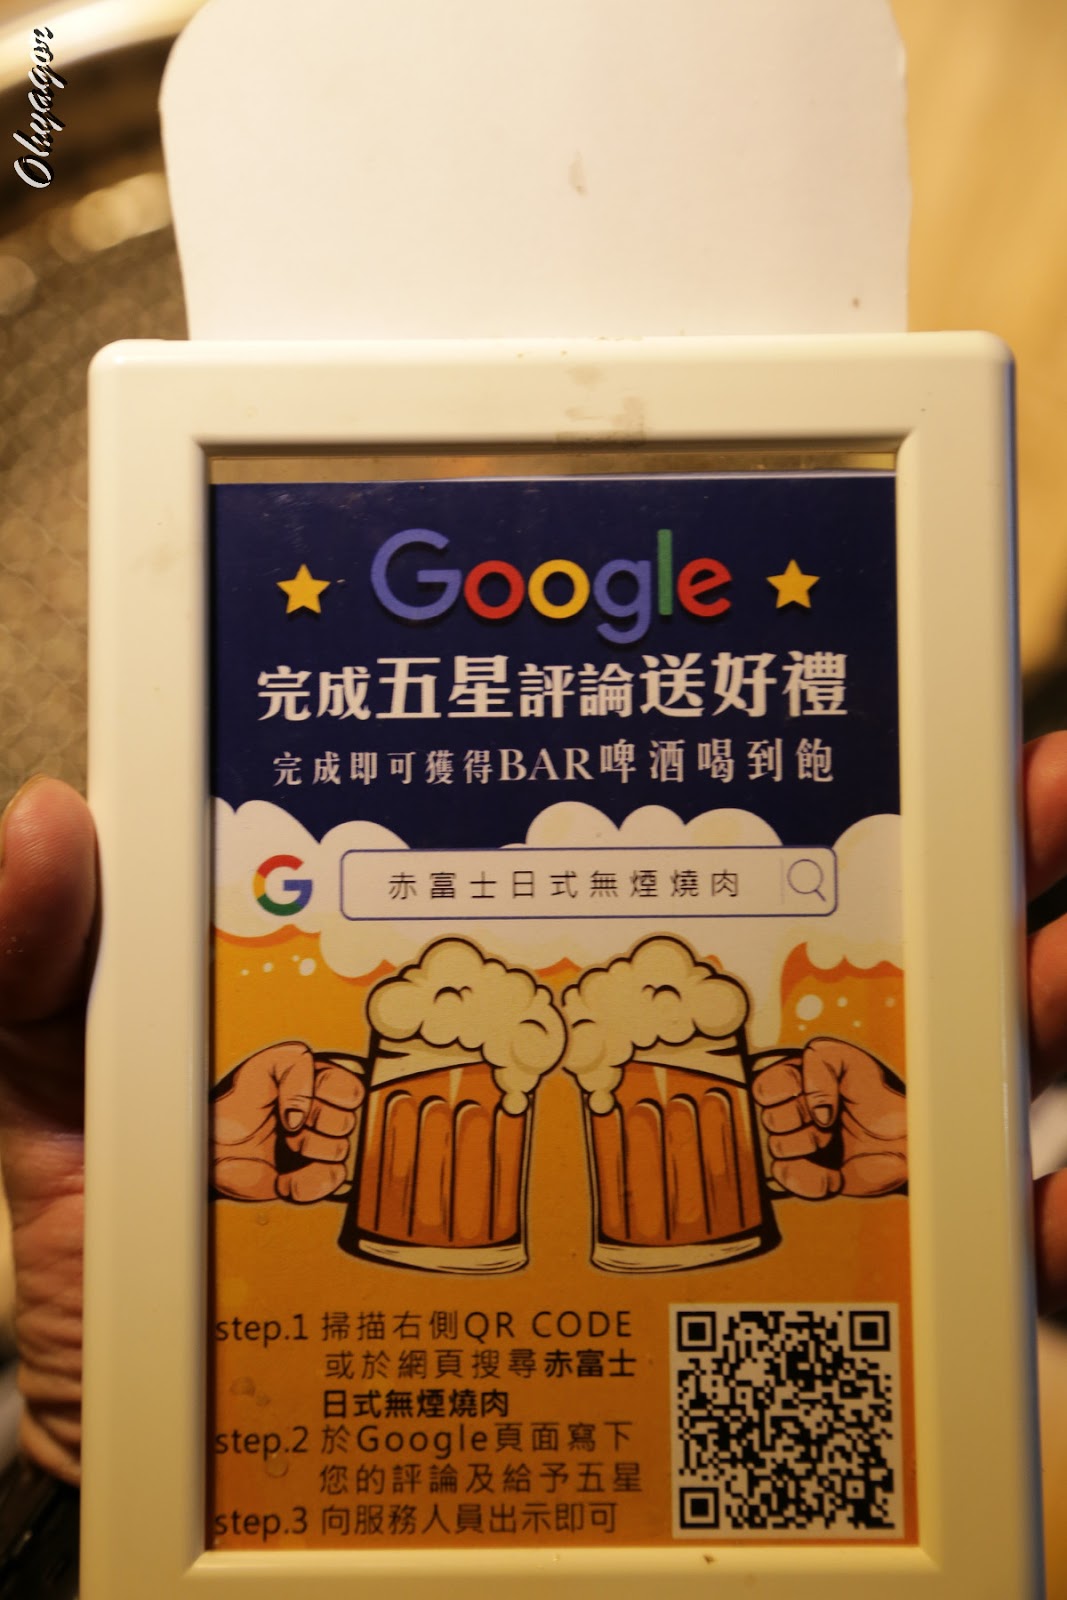 Ohyagor
Google
完成五星評論送好禮
完成即可獲得BAR啤酒喝到飽
G 赤富士日式無煙燒肉
step.1 掃描右側QR CODE
或於網頁搜尋赤富士
日式無煙燒肉
step.2 於Google頁面寫下
您的評論及給予五星
step.3 向服務人員出示即可